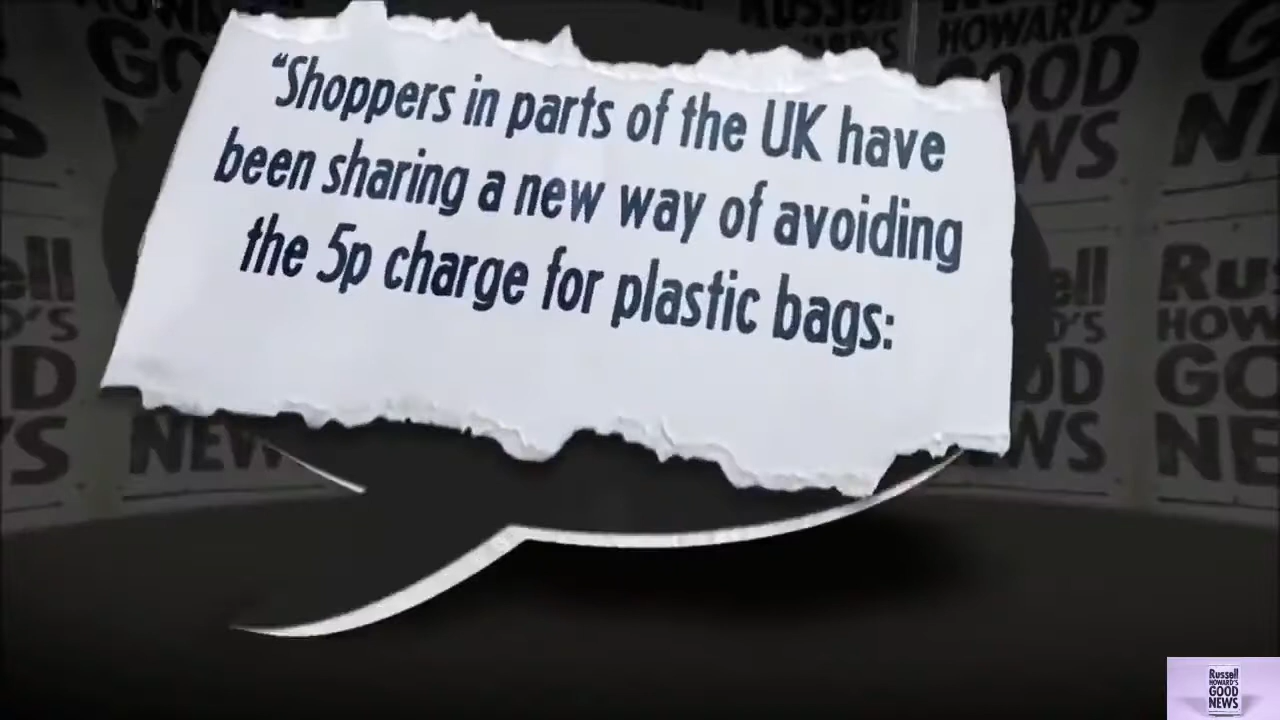 "Shoppers in parts of the UK have
been sharing a new way of avoiding
the 5p charge for plastic bags:
Russell
HOWARD'S
GOOD
NEWS